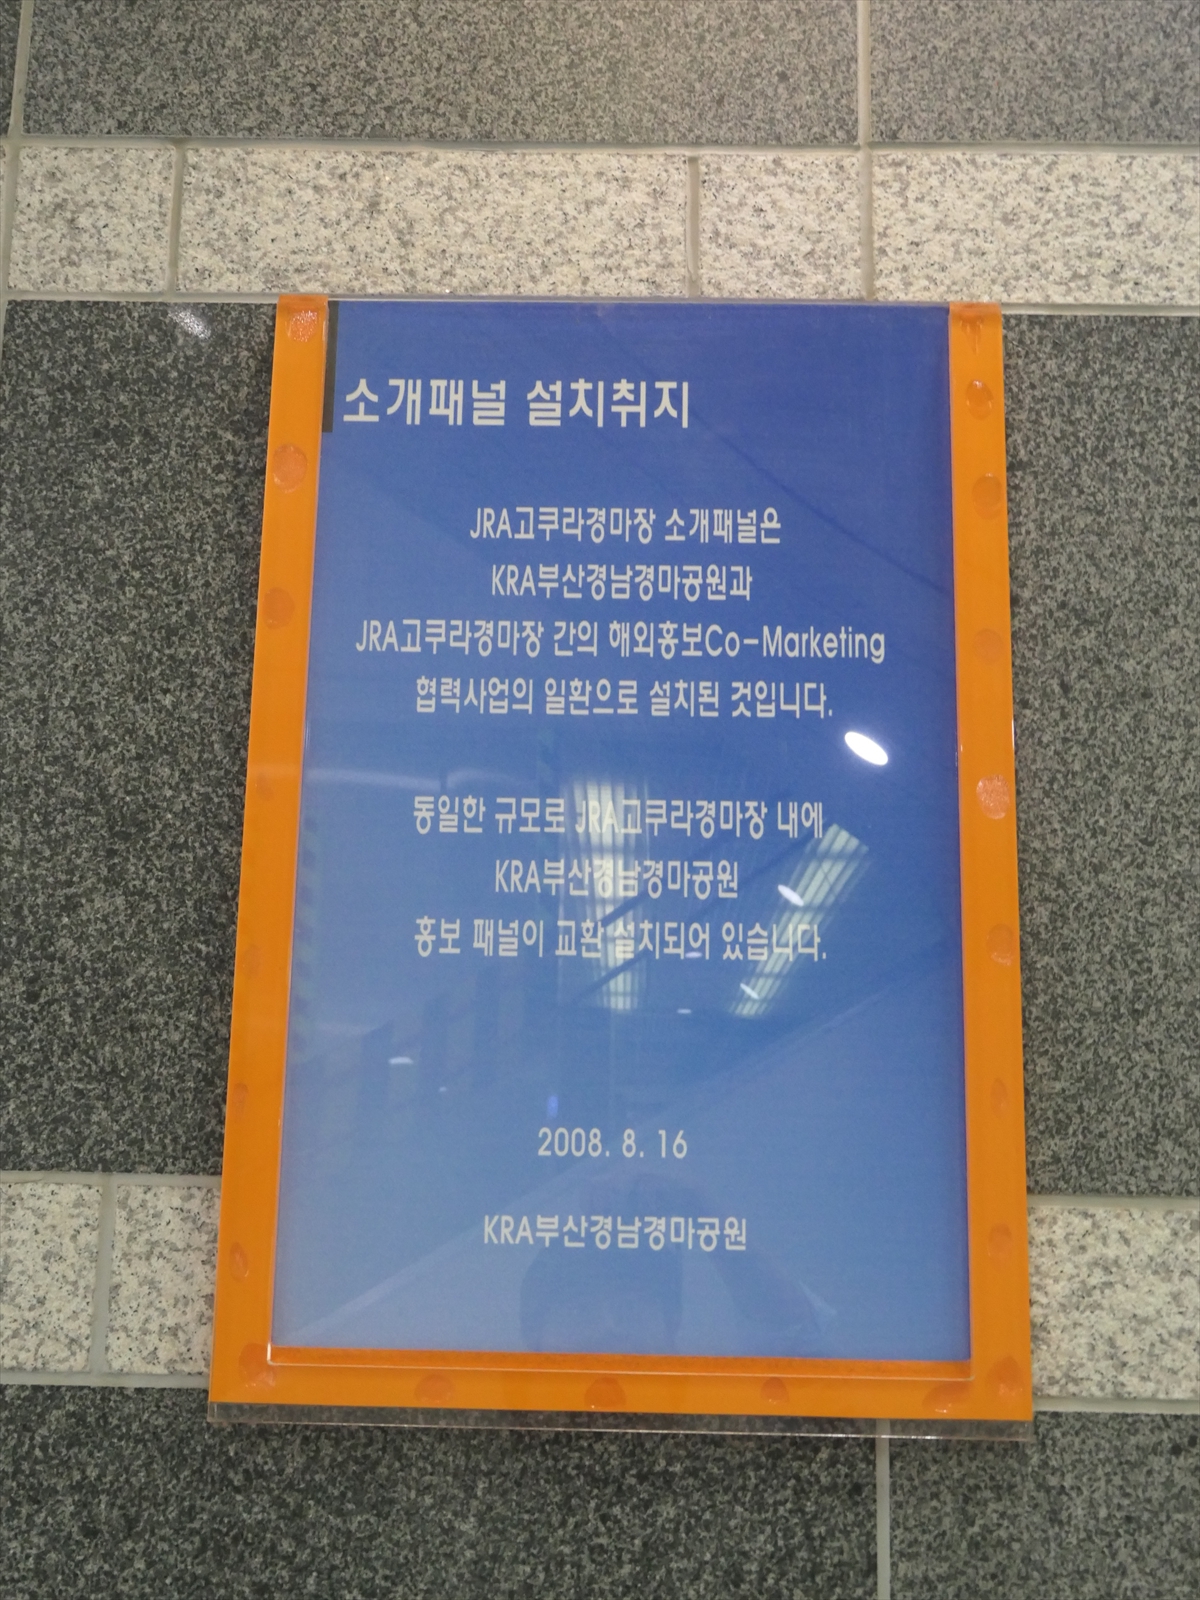 소개패널 설치취지
JRA고쿠라경마장 소개패널은
KRA부산경남경마공원과
JRA고쿠라경마장 간의 해외홍보Co-Marketing
협력사업의 일환으로 설치된 것입니다.
동일한 규모로 JRA고쿠라경마장 내에
KRA부산경남경마공원
홍보 패널이 교환 설치되어 있습니다.
2008. 8. 16
KRA부산경남경마공원